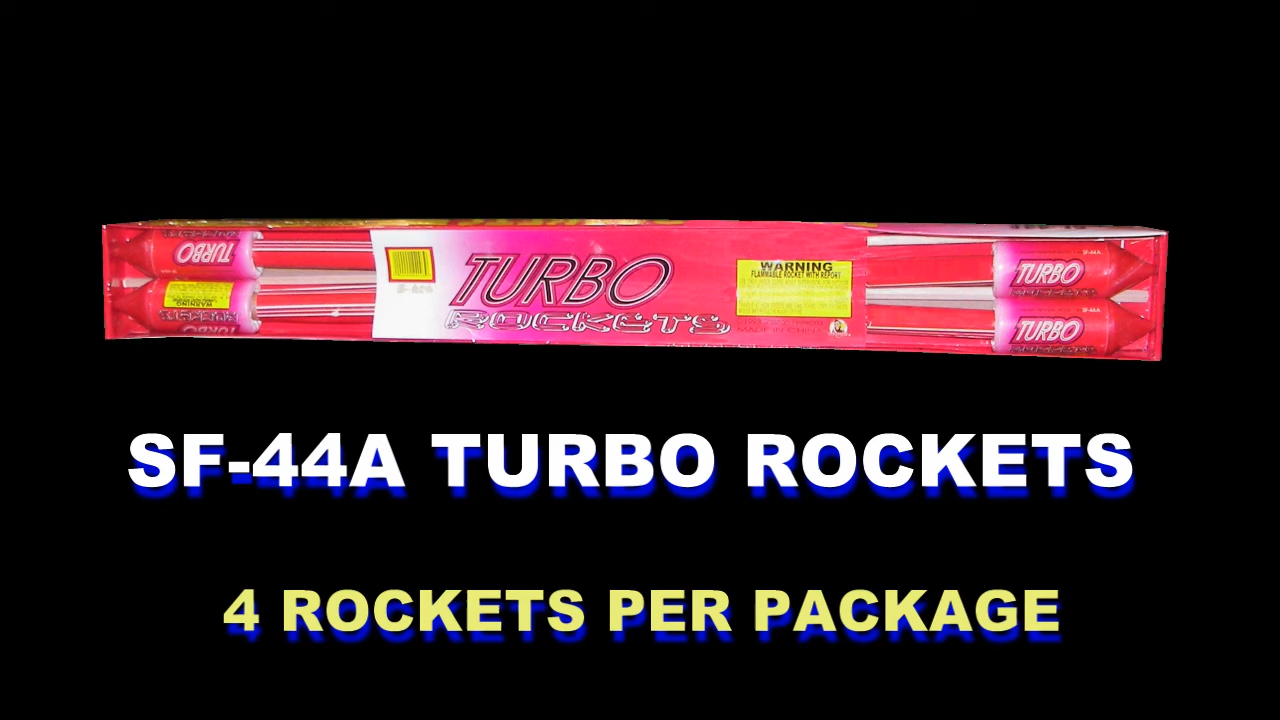 TURBO
TURBO
WARNING
TURBO
ROCKETS
WARNING
FLAMMABLE ROCKET WITH REPORT
MADE IN CHINA
SF-44A
TURBO
SF-44A
TURBO
SF-44A TURBO ROCKETS
4 ROCKETS PER PACKAGE